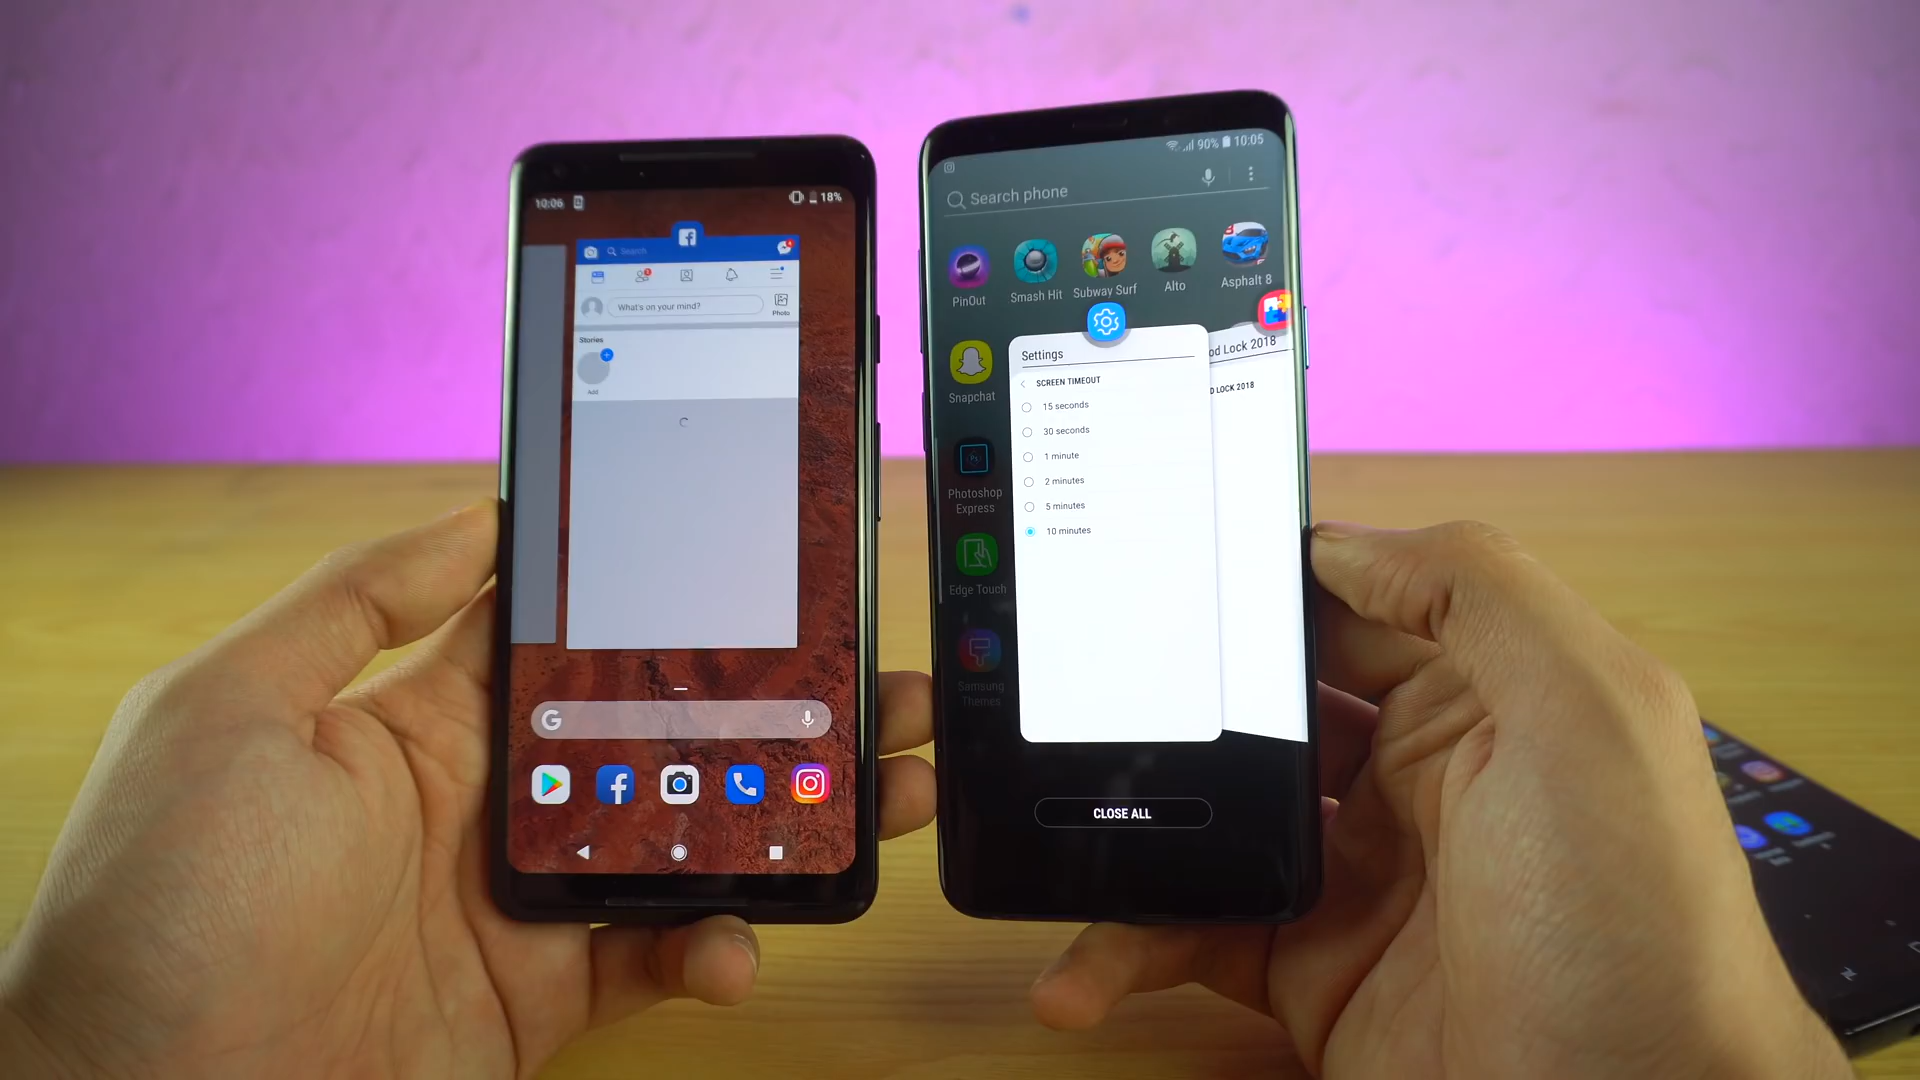 10:06
18%
Search
What's on your mind?
Photo
Stories
Add
90% 10:05
Search phone
PinOut
Smash Hit
Subway Surf
Alto
Asphalt 8
Snapchat
Photoshop
Express
Edge Touch
Samsung
Themes
Settings
SCREEN TIMEOUT
15 seconds
30 seconds
1 minute
2 minutes
5 minutes
10 minutes
od Lock 2018
D LOCK 2018
CLOSE ALL